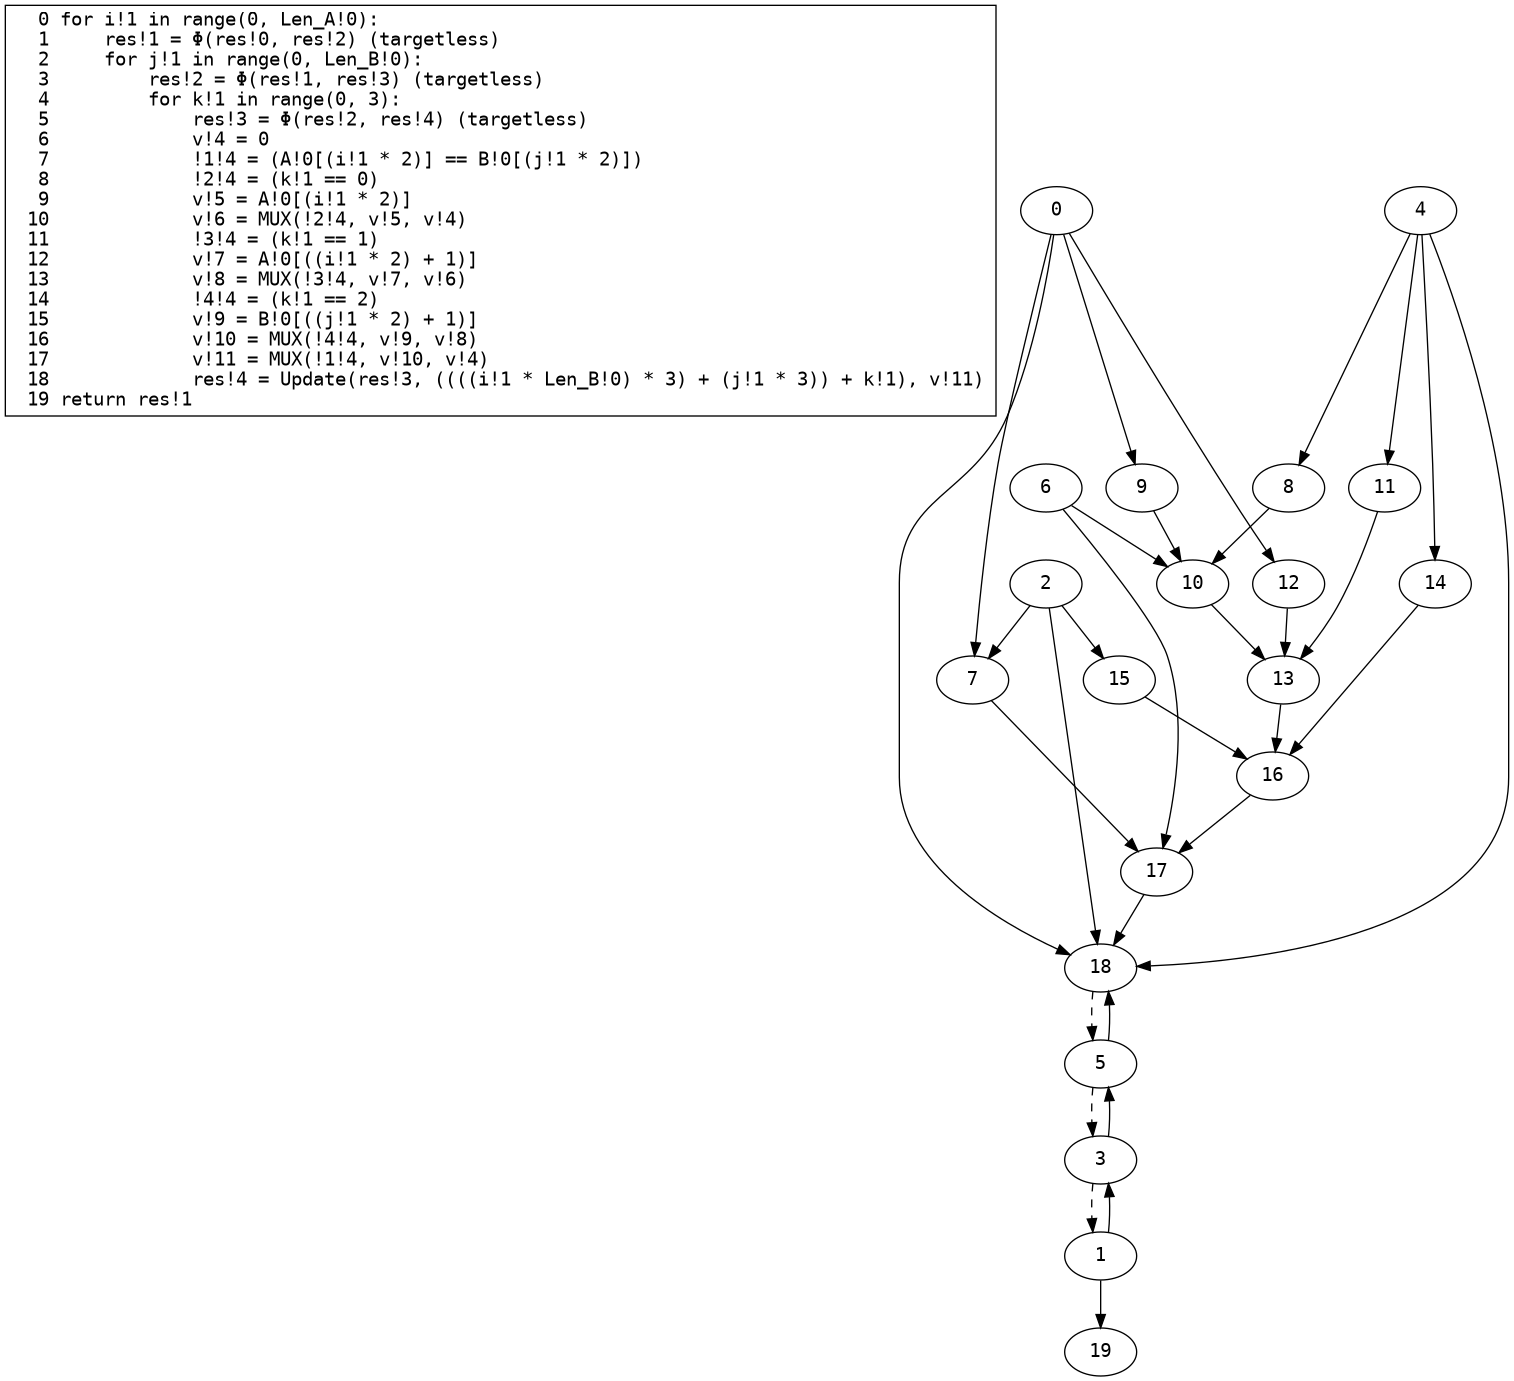 0 for i!1 in range(0, Len_A!0):
1     res!1 = Φ(res!0, res!2) (targetless)
2     for j!1 in range(0, Len_B!0):
3         res!2 = Φ(res!1, res!3) (targetless)
4         for k!1 in range(0, 3):
5             res!3 = Φ(res!2, res!4) (targetless)
6             v!4 = 0
7             !1!4 = (A!0[(i!1 * 2)] == B!0[(j!1 * 2)])
8             !2!4 = (k!1 == 0)
9             v!5 = A!0[(i!1 * 2)]
10             v!6 = MUX(!2!4, v!5, v!4)
11             !3!4 = (k!1 == 1)
12             v!7 = A!0[((i!1 * 2) + 1)]
13             v!8 = MUX(!3!4, v!7, v!6)
14             !4!4 = (k!1 == 2)
15             v!9 = B!0[((j!1 * 2) + 1)]
16             v!10 = MUX(!4!4, v!9, v!8)
17             v!11 = MUX(!1!4, v!10, v!4)
18             res!4 = Update(res!3, ((((i!1 * Len_B!0) * 3) + (j!1 * 3)) + k!1), v!11)
19 return res!1
0
4
6
9
8
11
2
10
12
14
7
15
13
16
17
18
5
3
1
19